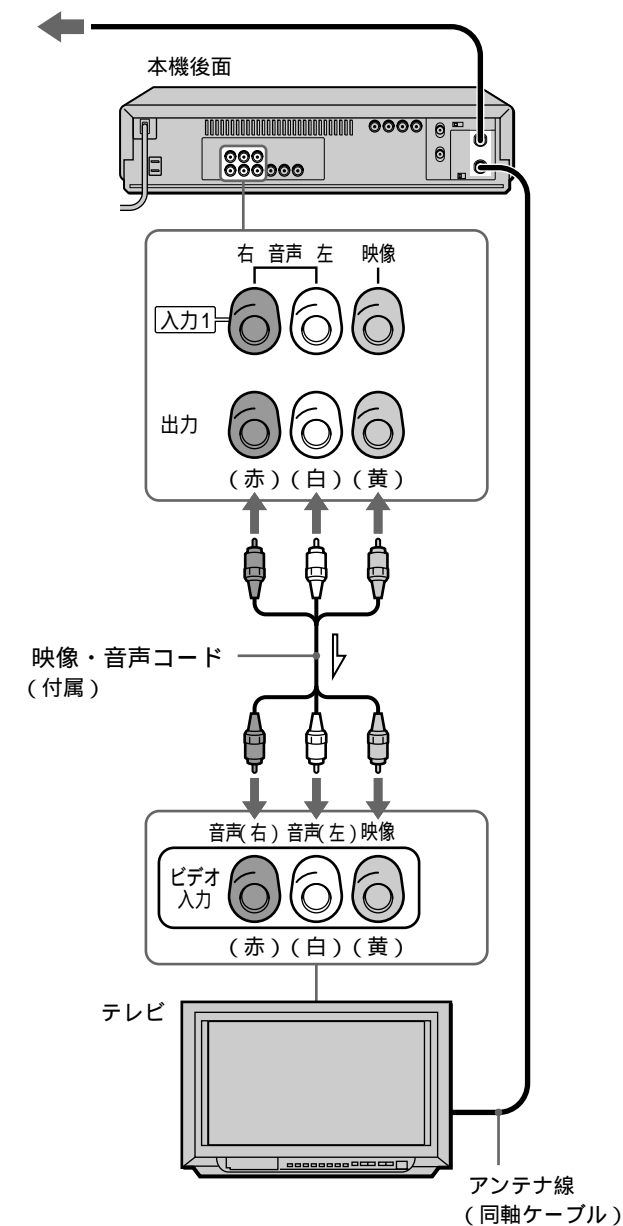 本機後面
右 音声 左 映像
入力1
出力
(赤)(白)(黄)
映像・音声コード
(付属)
音声(右) 音声(左) 映像
ビデオ
入力
(赤)(白)(黄)
テレビ
アンテナ線
(同軸ケーブル)